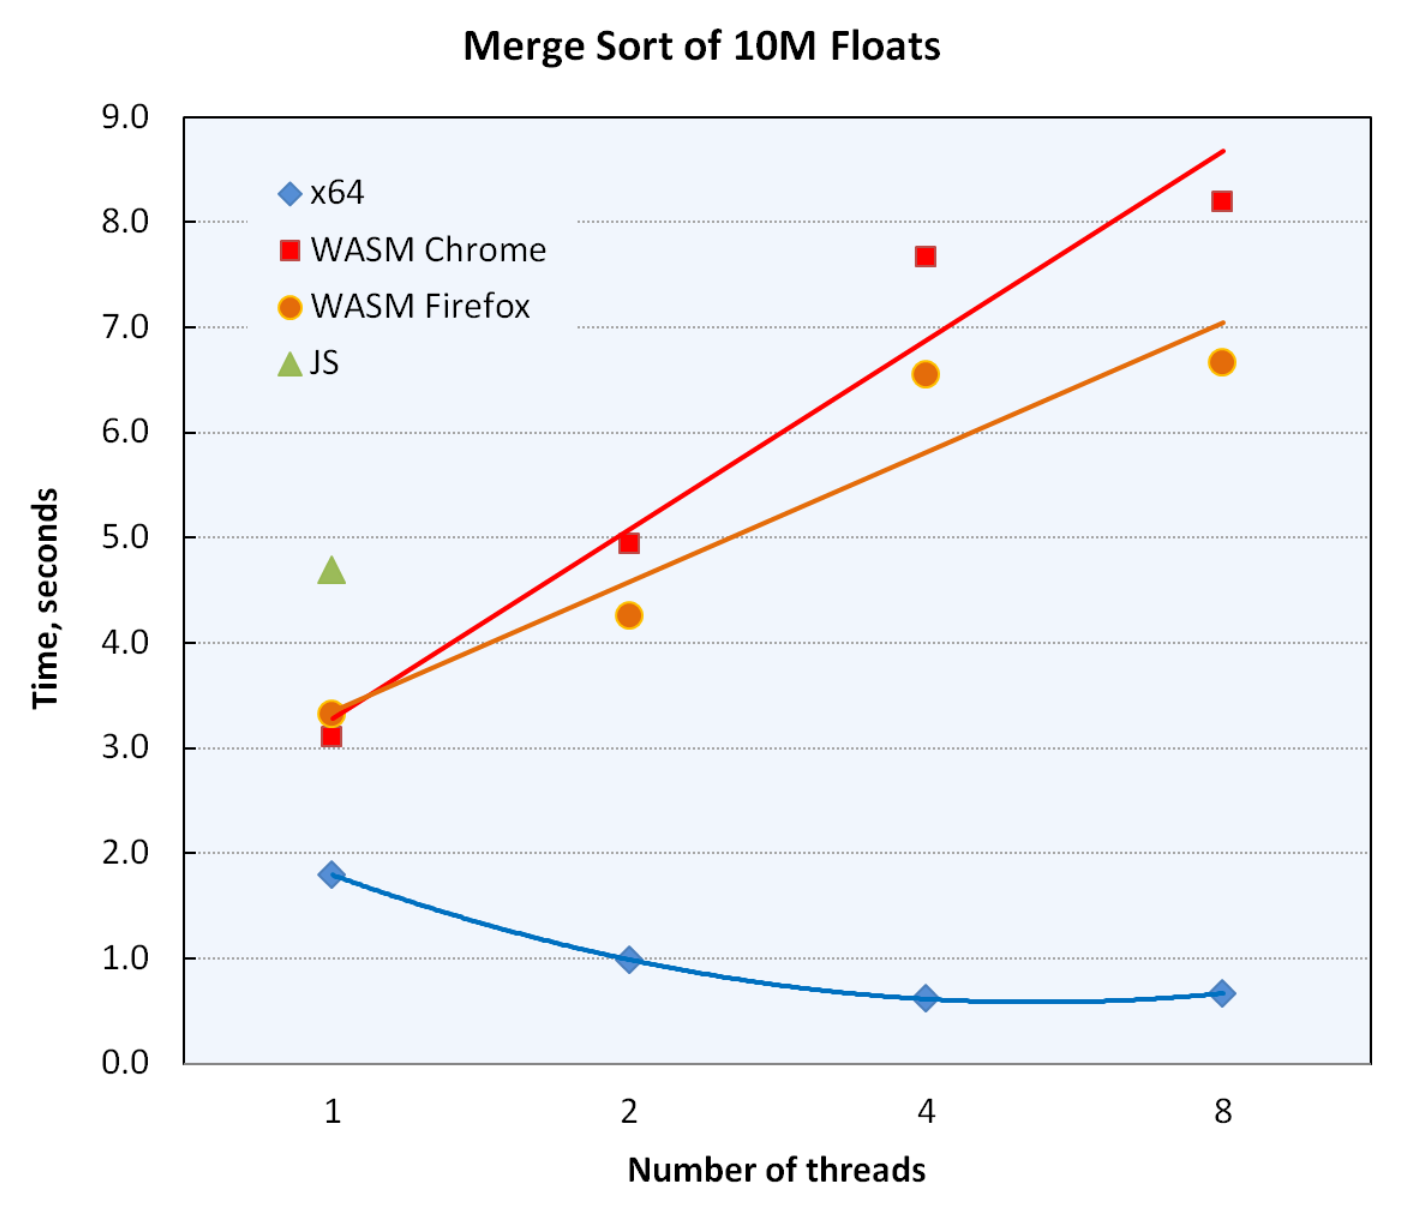 Merge Sort of 10M Floats
9.0
8.0
7.0
6.0
5.0
4.0
3.0
2.0
1.0
0.0
x64
WASM Chrome
WASM Firefox
JS
Time, seconds
1 2 4 8
Number of threads